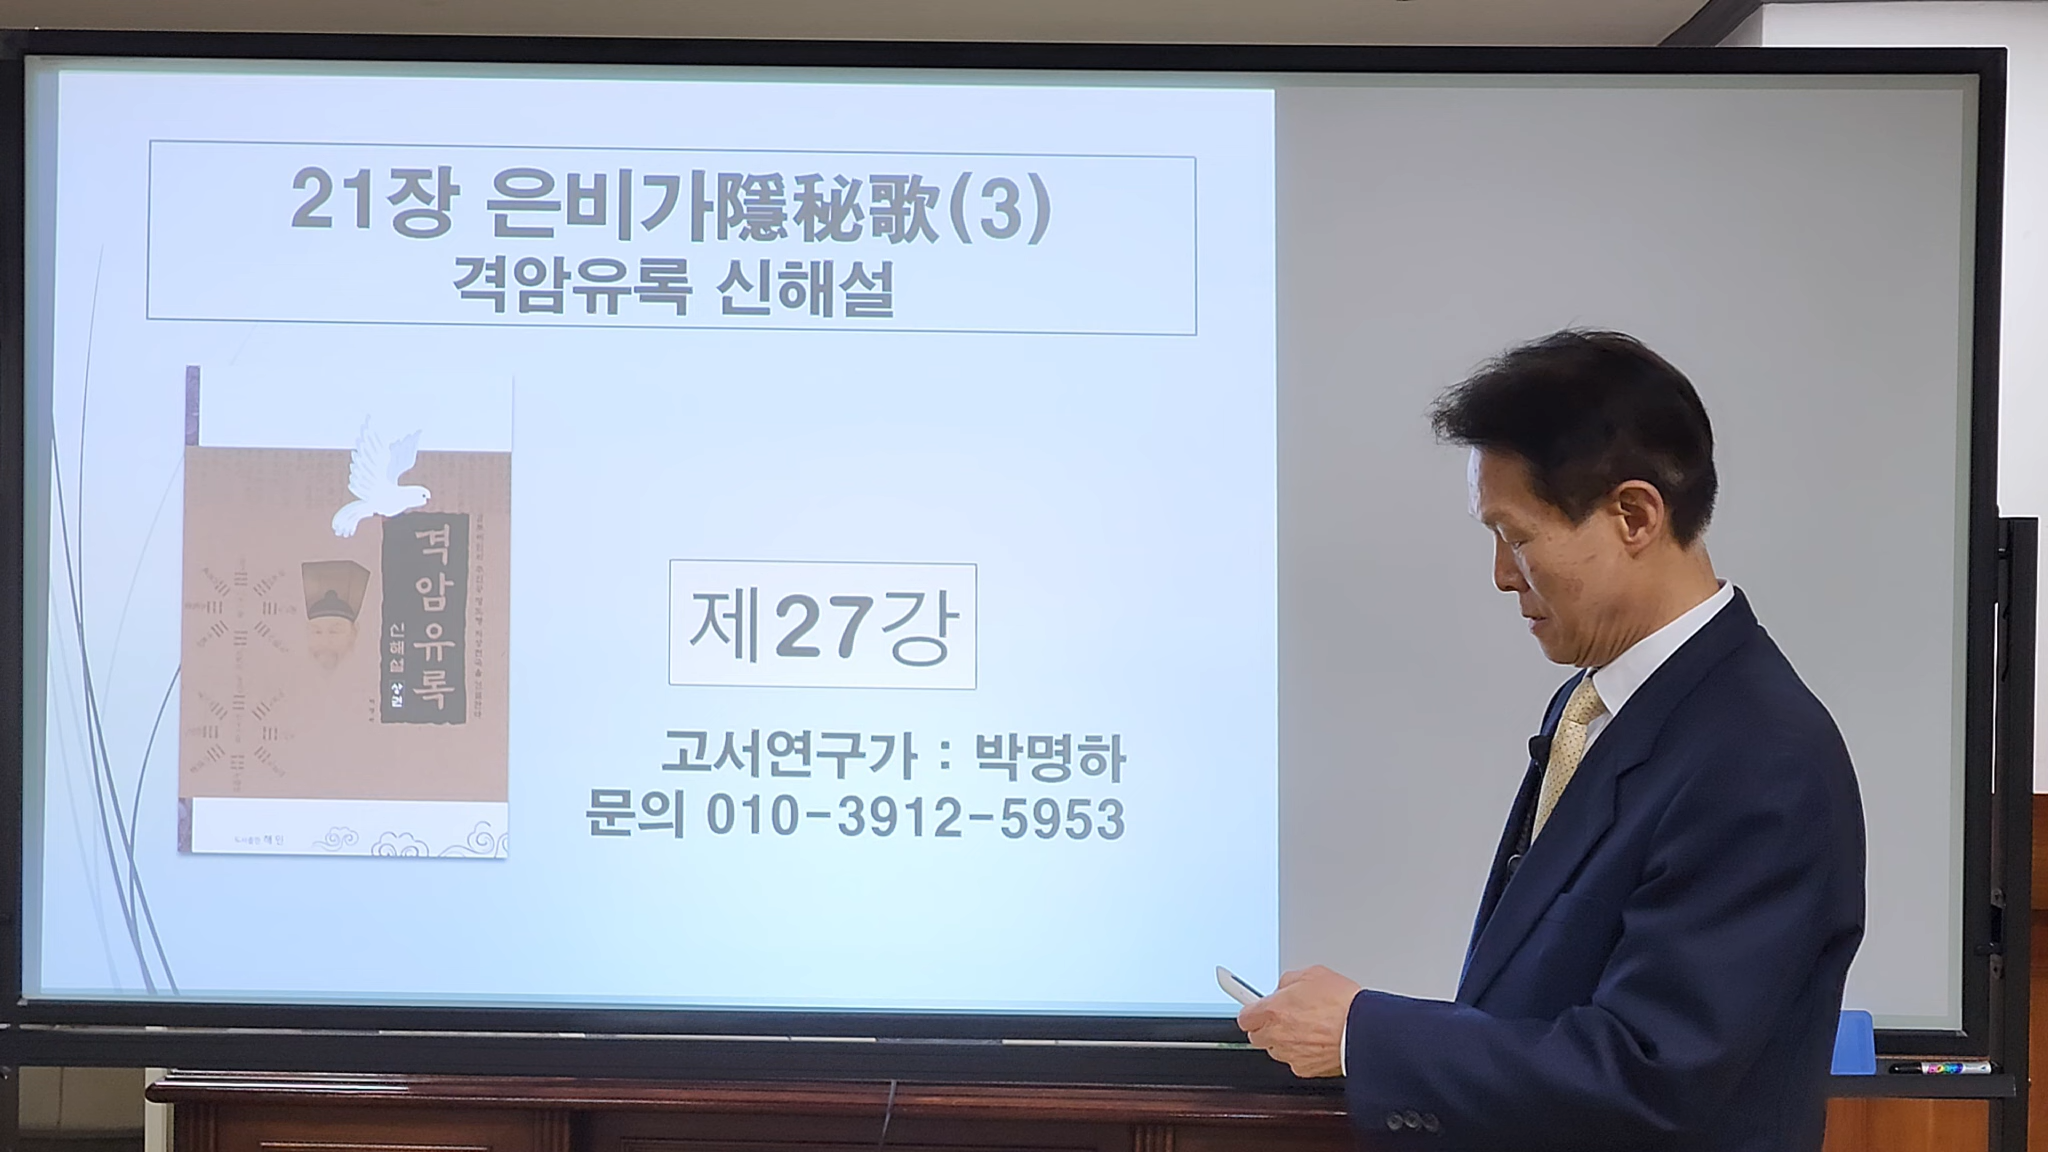 21장 은비가隱秘歌(3)
격암유록 신해설
격암유록
신해설 상권
제27강
고서연구가 : 박명하
문의 010-3912-5953